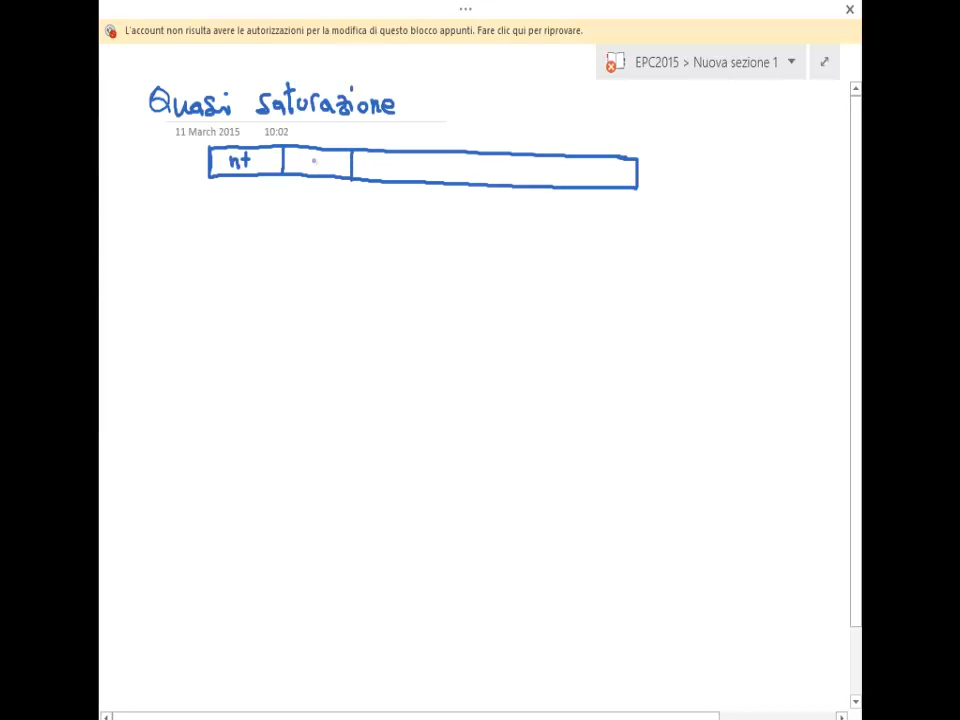 L'account non risulta avere le autorizzazioni per la modifica di questo blocco appunti. Fare clic qui per riprovare.
EPC2015 > Nuova sezione 1
Quasi saturazione
11 March 2015 10:02
n+